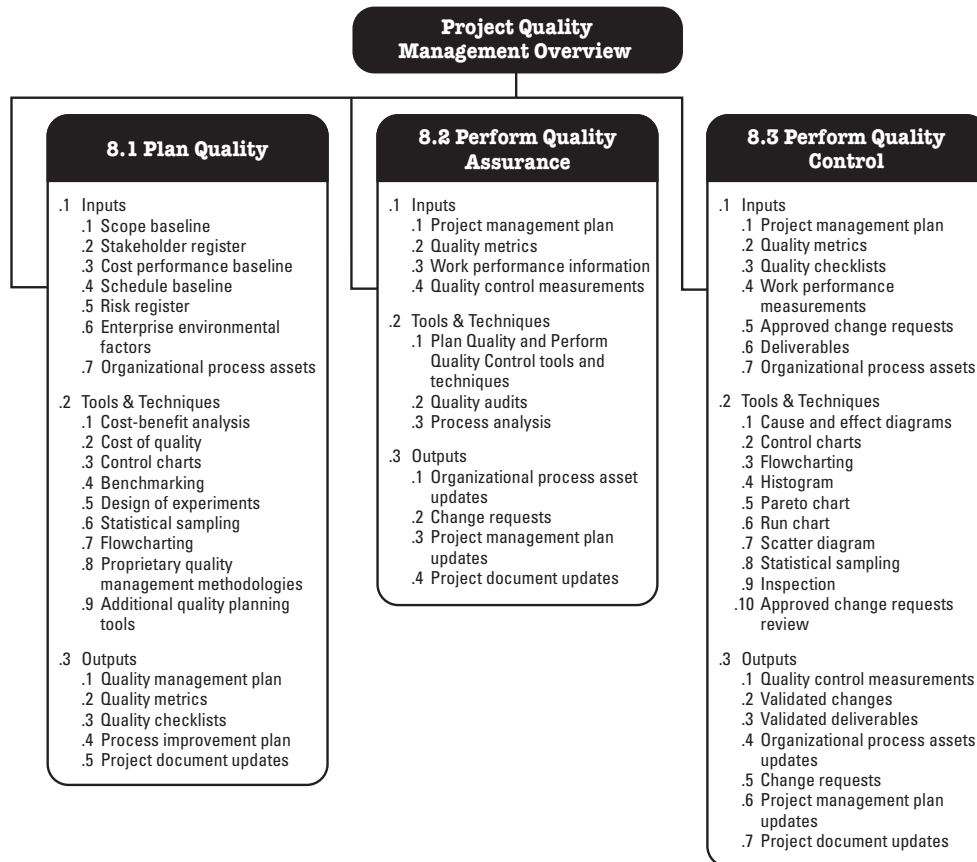 Project Quality
Management Overview
8.1 Plan Quality
.1 Inputs
.1 Scope baseline
.2 Stakeholder register
.3 Cost performance baseline
.4 Schedule baseline
.5 Risk register
.6 Enterprise environmental
factors
.7 Organizational process assets
.2 Tools & Techniques
.1 Cost-benefit analysis
.2 Cost of quality
.3 Control charts
.4 Benchmarking
.5 Design of experiments
.6 Statistical sampling
.7 Flowcharting
.8 Proprietary quality
management methodologies
.9 Additional quality planning
tools
.3 Outputs
.1 Quality management plan
.2 Quality metrics
.3 Quality checklists
.4 Process improvement plan
.5 Project document updates
8.2 Perform Quality
Assurance
.1 Inputs
.1 Project management plan
.2 Quality metrics
.3 Work performance information
.4 Quality control measurements
.2 Tools & Techniques
.1 Plan Quality and Perform
Quality Control tools and
techniques
.2 Quality audits
.3 Process analysis
.3 Outputs
.1 Organizational process asset
updates
.2 Change requests
.3 Project management plan
updates
.4 Project document updates
8.3 Perform Quality
Control
.1 Inputs
.1 Project management plan
.2 Quality metrics
.3 Quality checklists
.4 Work performance
measurements
.5 Approved change requests
.6 Deliverables
.7 Organizational process assets
.2 Tools & Techniques
.1 Cause and effect diagrams
.2 Control charts
.3 Flowcharting
.4 Histogram
.5 Pareto chart
.6 Run chart
.7 Scatter diagram
.8 Statistical sampling
.9 Inspection
.10 Approved change requests
review
.3 Outputs
.1 Quality control measurements
.2 Validated changes
.3 Validated deliverables
.4 Organizational process assets
updates
.5 Change requests
.6 Project management plan
updates
.7 Project document updates